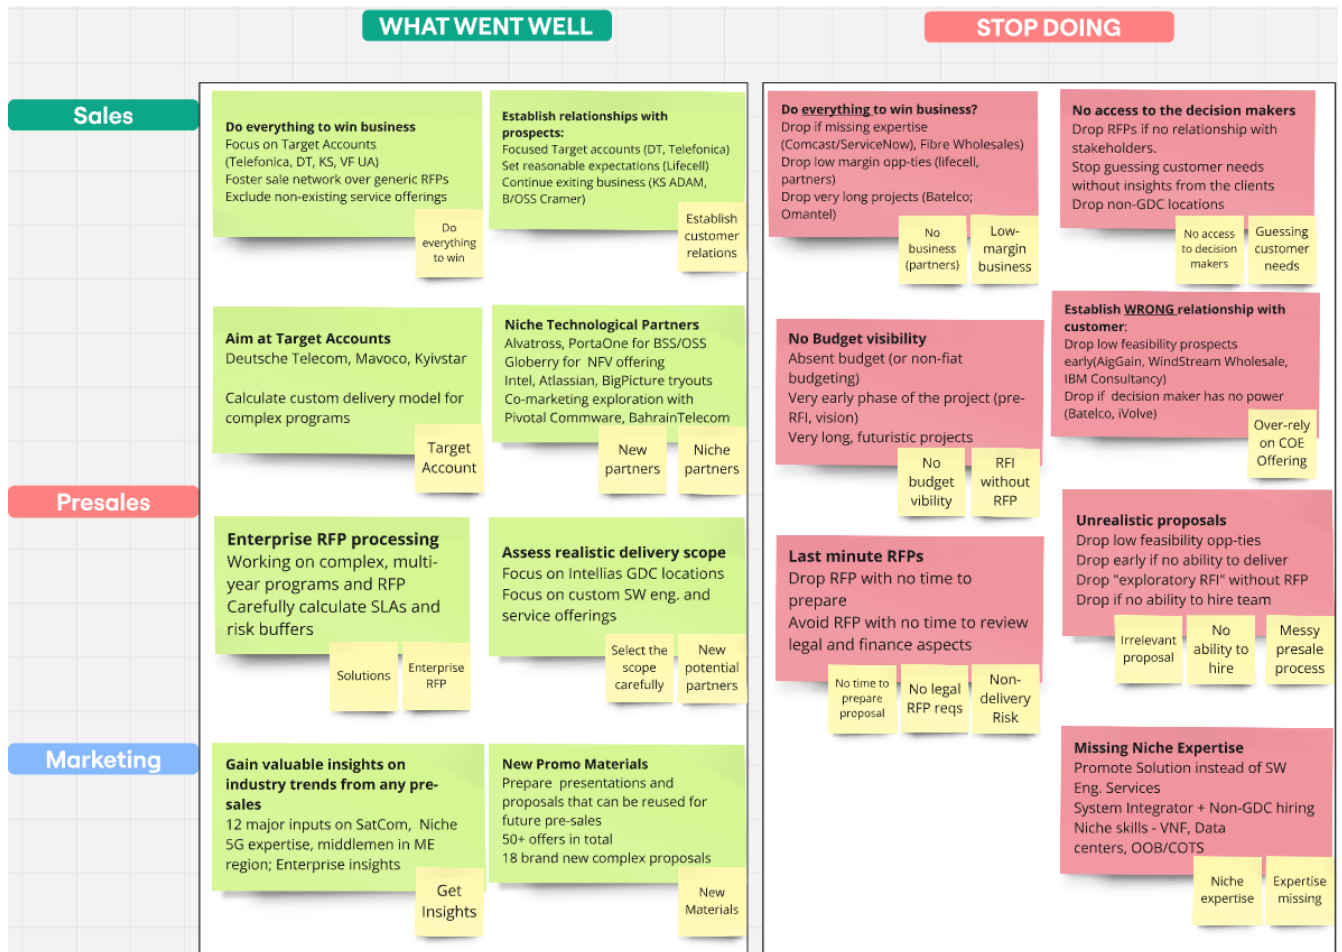 WHAT WENT WELL
STOP DOING
Sales
Do everything to win business
Focus on Target Accounts
(Telefonica, DT, KS, VF UA)
Foster sale network over generic RFPs
Exclude non-existing service offerings
Do
everything
to win
Establish relationships with
prospects:
Focused Target accounts (DT, Telefonica)
Set reasonable expectations (Lifecell)
Continue exiting business (KS ADAM,
B/OSS Cramer)
Establish
customer
relations
Do everything to win business?
Drop if missing expertise
(Comcast/ServiceNow), Fibre Wholesales)
Drop low margin opp-ties (lifecell,
partners)
Drop very long projects (Batelco;
Omantel)
No
business
(partners)
Low-
margin
business
No access to the decision makers
Drop RFPs if no relationship with
stakeholders.
Stop guessing customer needs
without insights from the clients
Drop non-GDC locations
No access
to decision
makers
Guessing
customer
needs
Aim at Target Accounts
Deutsche Telecom, Mavoco, Kyivstar
Calculate custom delivery model for
complex programs
Target
Account
Niche Technological Partners
Alvatross, PortaOne for BSS/OSS
Globerry for NFV offering
Intel, Atlassian, BigPicture tryouts
Co-marketing exploration with
Pivotal Commware, BahrainTelecom
New
partners
Niche
partners
No Budget visibility
Absent budget (or non-fiat
budgeting)
Very early phase of the project (pre-
RFI, vision)
Very long, futuristic projects
No
budget
vibility
RFI
without
RFP
Establish WRONG relationship with
customer:
Drop low feasibility prospects
early(AigGain, WindStream Wholesale,
IBM Consultancy)
Drop if decision maker has no power
(Batelco, iVolve)
Over-rely
on COE
Offering
Presales
Enterprise RFP processing
Working on complex, multi-
year programs and RFP
Carefully calculate SLAs and
risk buffers
Solutions
Enterprise
RFP
Assess realistic delivery scope
Focus on Intellias GDC locations
Focus on custom SW eng. and
service offerings
Select the
scope
carefully
New
potential
partners
Last minute RFPs
Drop RFP with no time to
prepare
Avoid RFP with no time to review
legal and finance aspects
No time to
prepare
proposal
No legal
RFP reqs
Non-
delivery
Risk
Unrealistic proposals
Drop low feasibility opp-ties
Drop early if no ability to deliver
Drop "exploratory RFI" without RFP
Drop if no ability to hire team
Irrelevant
proposal
No
ability to
hire
Messy
presale
process
Marketing
Gain valuable insights on
industry trends from any pre-
sales
12 major inputs on SatCom, Niche
5G expertise, middlemen in ME
region; Enterprise insights
Get
Insights
New Promo Materials
Prepare presentations and
proposals that can be reused for
future pre-sales
50+ offers in total
18 brand new complex proposals
New
Materials
Missing Niche Expertise
Promote Solution instead of SW
Eng. Services
System Integrator + Non-GDC hiring
Niche skills - VNF, Data
centers, OOB/COTS
Niche
expertise
Expertise
missing